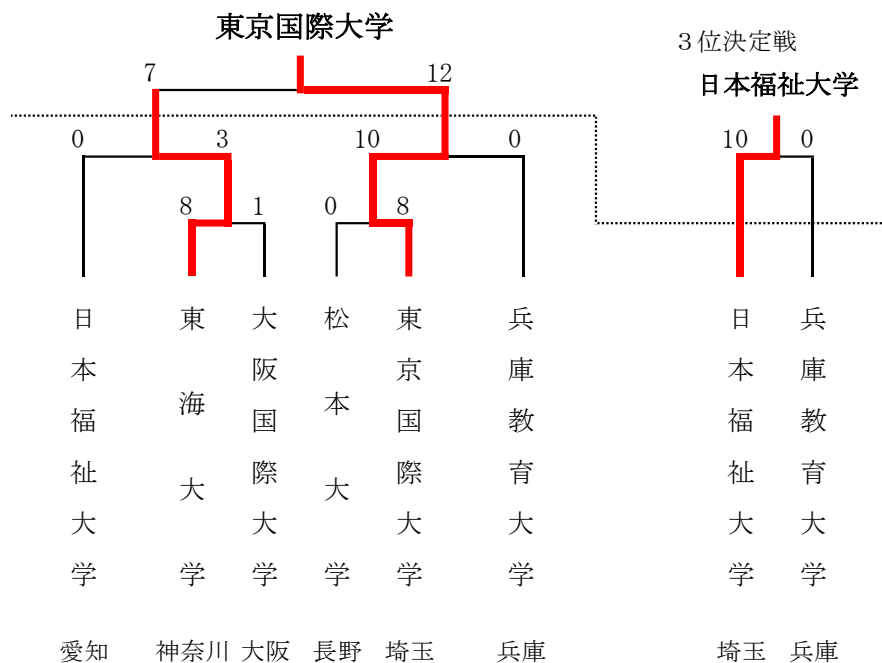 東京国際大学
３位決定戦
日本福祉大学
7
12
0
3
10
0
10
0
8
1
0
8
日本福祉大学
東海大学
大阪国際大学
松本大学
東京国際大学
兵庫教育大学
日本福祉大学
兵庫教育大学
愛知
神奈川
大阪
長野
埼玉
兵庫
埼玉
兵庫